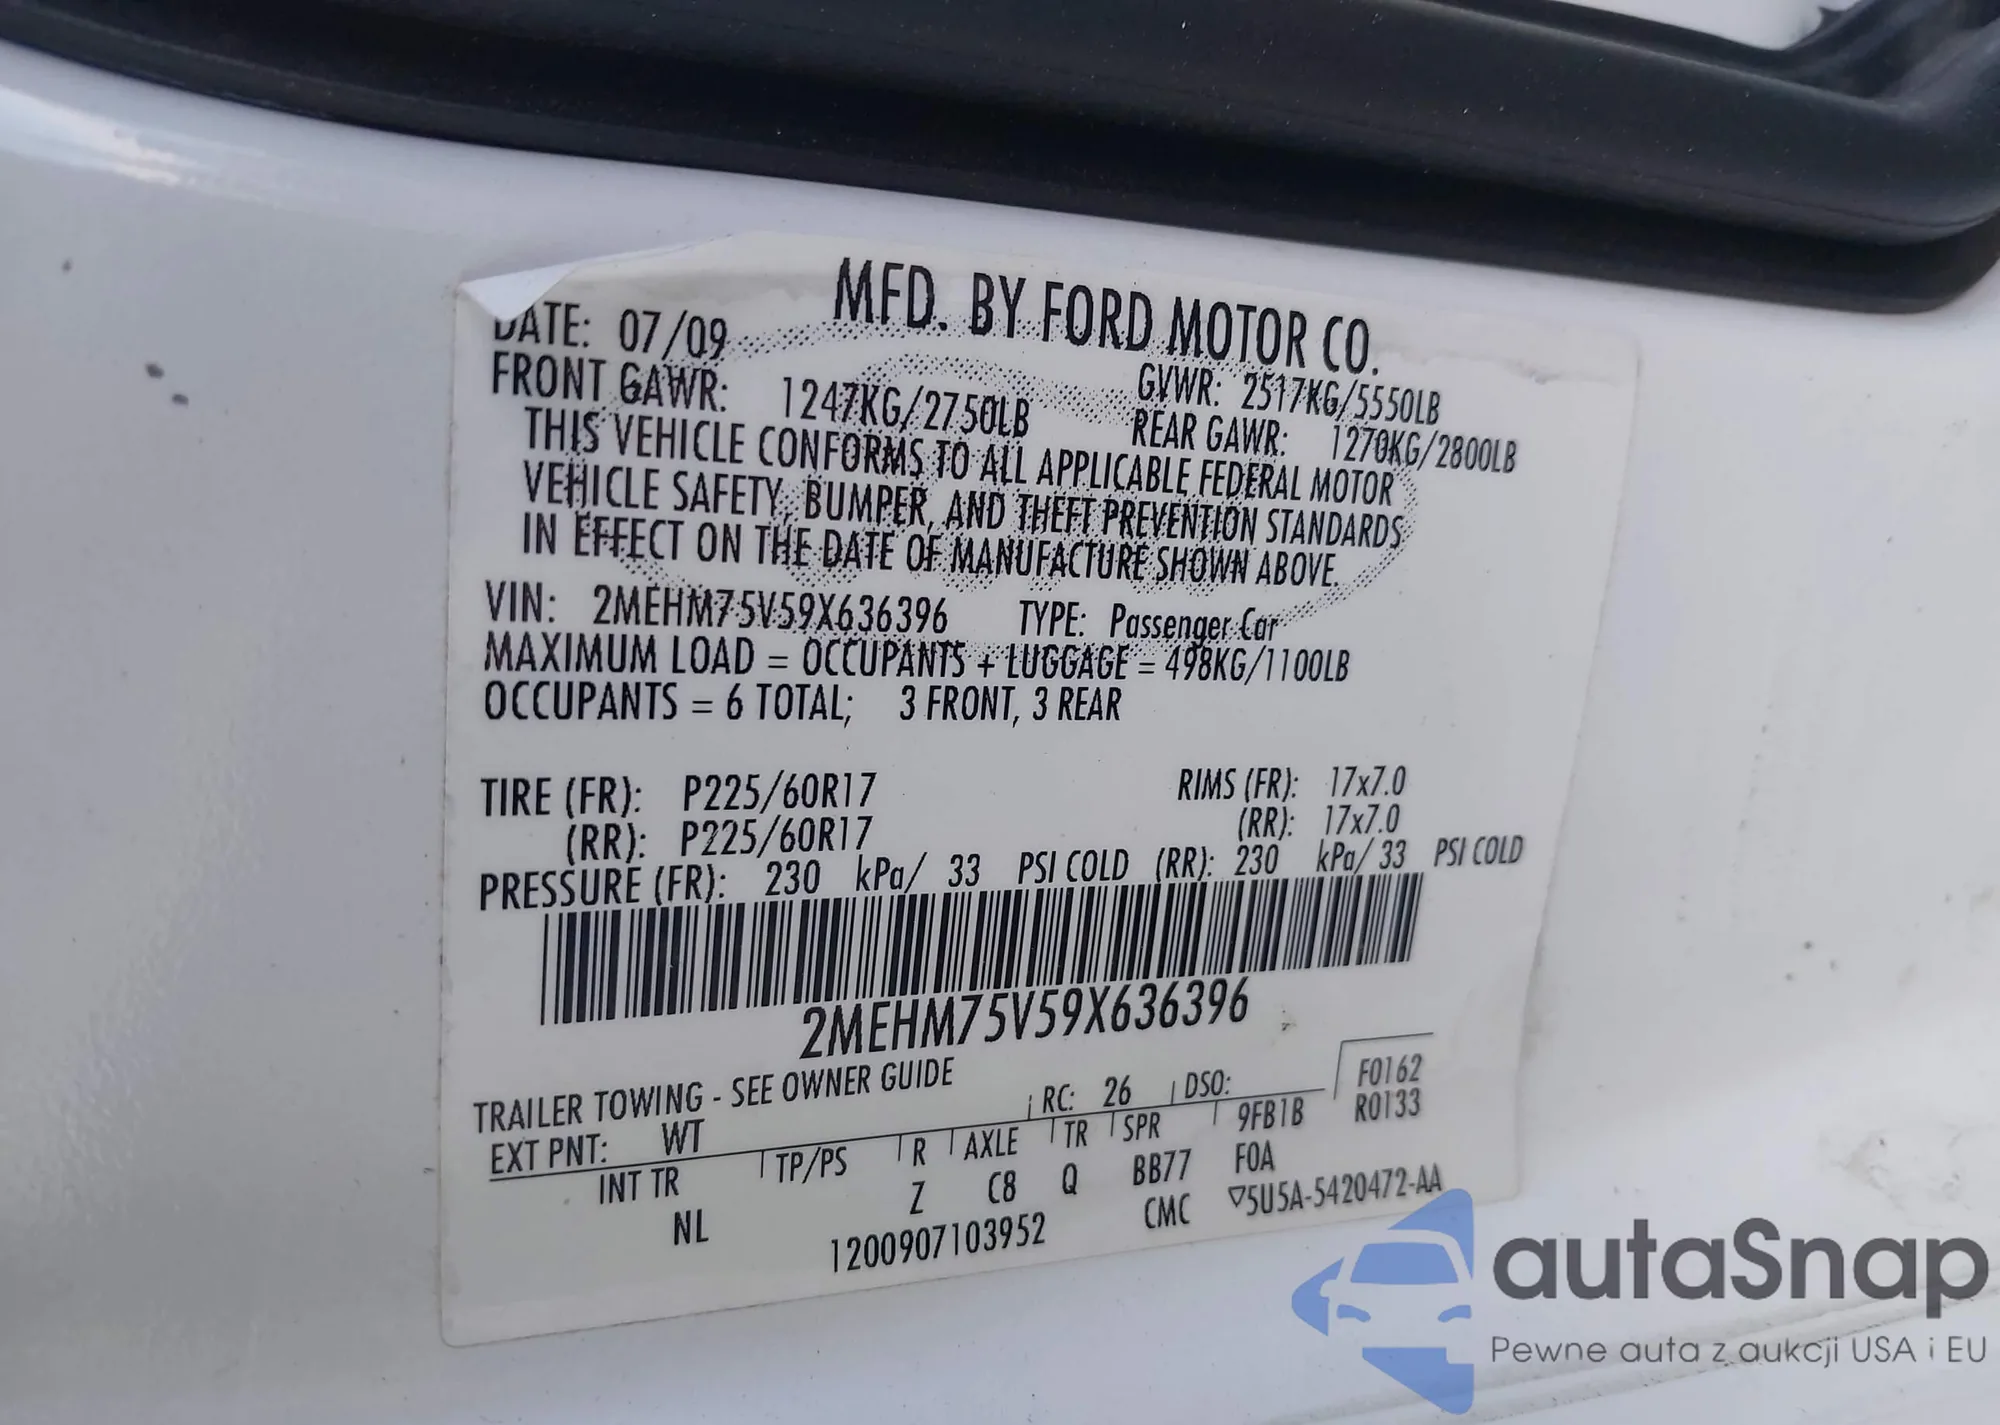 MFD. BY FORD MOTOR CO.
DATE: 07/09
GVWR: 2517KG/5550LB
FRONT GAWR: 1247KG/2750LB REAR GAWR: 1270KG/2800LB
THIS VEHICLE CONFORMS TO ALL APPLICABLE FEDERAL MOTOR
VEHICLE SAFETY, BUMPER, AND THEFT PREVENTION STANDARDS
IN EFFECT ON THE DATE OF MANUFACTURE SHOWN ABOVE.
VIN: 2MEHM75V59X636396 TYPE: Passenger Car
MAXIMUM LOAD = OCCUPANTS + LUGGAGE = 498KG/1100LB
OCCUPANTS = 6 TOTAL; 3 FRONT, 3 REAR
TIRE (FR): P225/60R17 RIMS (FR): 17x7.0
(RR): P225/60R17 (RR): 17x7.0
PRESSURE (FR): 230 kPa/ 33 PSI COLD (RR): 230 kPa/ 33 PSI COLD
2MEHM75V59X636396
TRAILER TOWING - SEE OWNER GUIDE
EXT PNT: WT RC: 26 DSO: F0162
INT TR TP/PS R AXLE TR SPR 9FB1B R0133
NL Z C8 Q BB77 F0A
1200907103952 CMC ▽5U5A-5420472-AA
autaSnap
Pewne auta z aukcji USA i EU